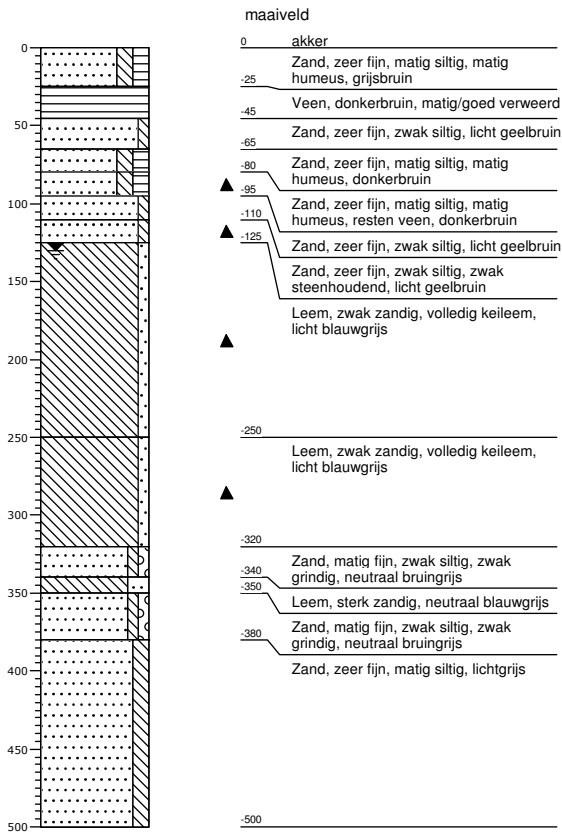 maaiveld
0
0
akker
Zand, zeer fijn, matig siltig, matig
humeus, grijsbruin
-25
Veen, donkerbruin, matig/goed verweerd
-45
50
Zand, zeer fijn, zwak siltig, licht geelbruin
-65
Zand, zeer fijn, matig siltig, matig
humeus, donkerbruin
-80
Zand, zeer fijn, matig siltig, matig
humeus, resten veen, donkerbruin
-95
100
-110
Zand, zeer fijn, zwak siltig, licht geelbruin
-125
Zand, zeer fijn, zwak siltig, zwak
steenhoudend, licht geelbruin
150
Leem, zwak zandig, volledig keileem,
licht blauwgrijs
200
250
-250
Leem, zwak zandig, volledig keileem,
licht blauwgrijs
300
-320
Zand, matig fijn, zwak siltig, zwak
grindig, neutraal bruingrijs
-340
350
-350
Leem, sterk zandig, neutraal blauwgrijs
Zand, matig fijn, zwak siltig, zwak
grindig, neutraal bruingrijs
-380
Zand, zeer fijn, matig siltig, lichtgrijs
400
450
500
-500